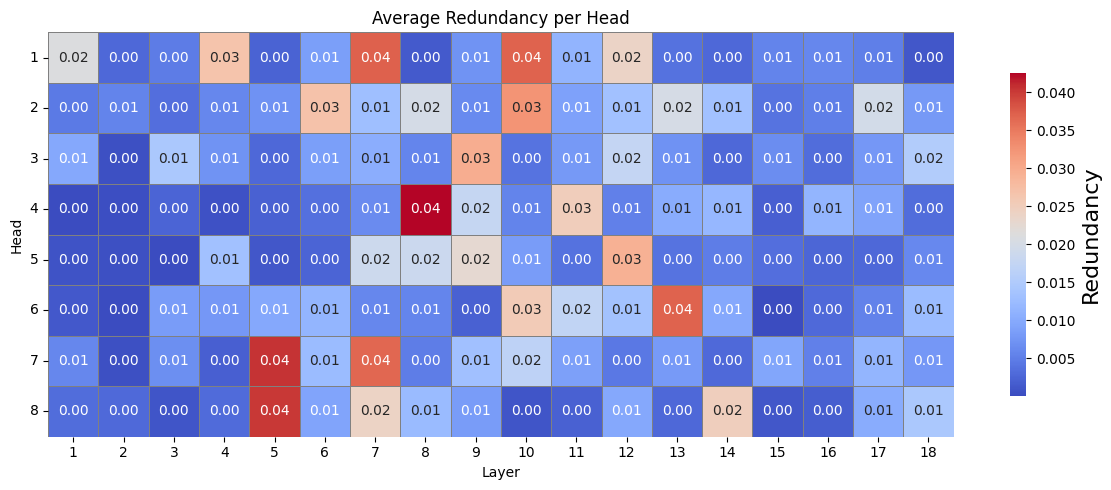 Average Redundancy per Head
1 0.02 0.00 0.00 0.03 0.00 0.01 0.04 0.00 0.01 0.04 0.01 0.02 0.00 0.00 0.01 0.01 0.01 0.00
2 0.00 0.01 0.00 0.01 0.01 0.03 0.01 0.02 0.01 0.03 0.01 0.01 0.02 0.01 0.00 0.01 0.02 0.01
3 0.01 0.00 0.01 0.01 0.00 0.01 0.01 0.01 0.03 0.00 0.01 0.02 0.01 0.00 0.01 0.00 0.01 0.02
4 0.00 0.00 0.00 0.00 0.00 0.00 0.01 0.04 0.02 0.01 0.03 0.01 0.01 0.01 0.00 0.01 0.01 0.00
5 0.00 0.00 0.00 0.01 0.00 0.00 0.02 0.02 0.02 0.01 0.00 0.03 0.00 0.00 0.00 0.00 0.00 0.01
6 0.00 0.00 0.01 0.01 0.01 0.01 0.01 0.01 0.00 0.03 0.02 0.01 0.04 0.01 0.00 0.00 0.01 0.01
7 0.01 0.00 0.01 0.00 0.04 0.01 0.04 0.00 0.01 0.02 0.01 0.00 0.01 0.00 0.01 0.01 0.01 0.01
8 0.00 0.00 0.00 0.00 0.04 0.01 0.02 0.01 0.01 0.00 0.00 0.01 0.00 0.02 0.00 0.00 0.01 0.01
1 2 3 4 5 6 7 8 9 10 11 12 13 14 15 16 17 18
Layer
Head
0.040
0.035
0.030
0.025
0.020
0.015
0.010
0.005
Redundancy